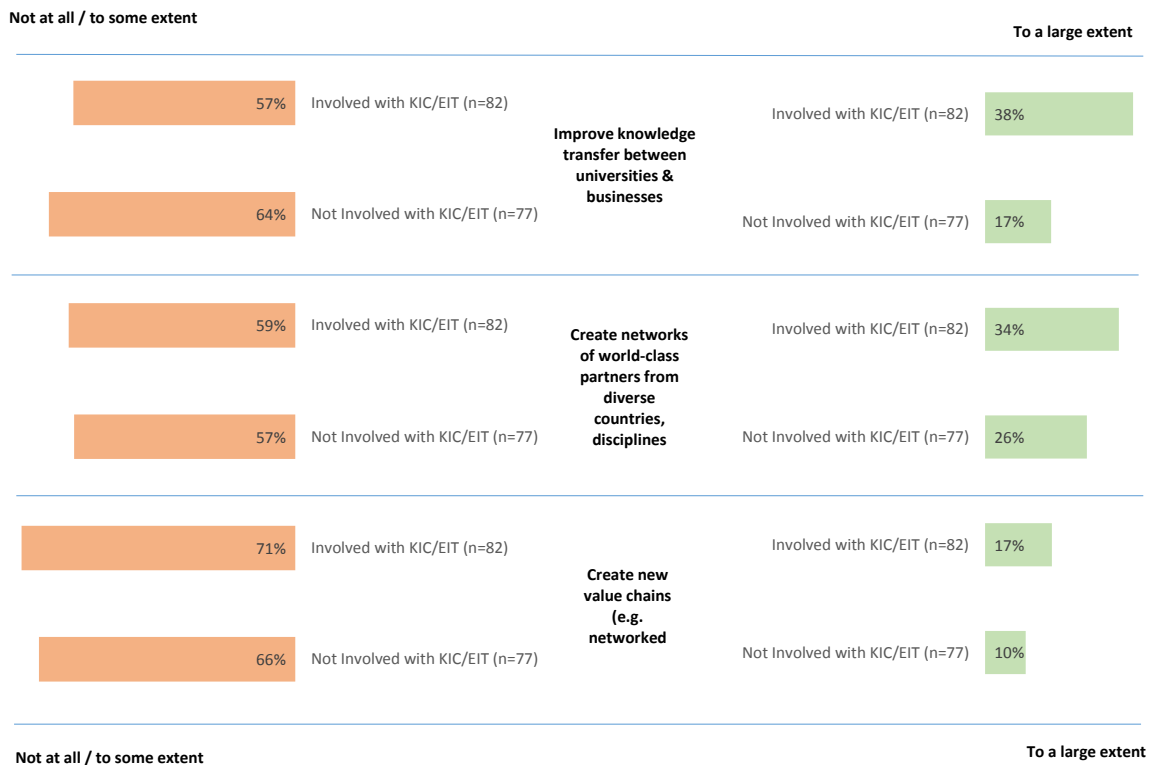 Not at all / to some extent
To a large extent
57%
Involved with KIC/EIT (n=82)
64%
Not Involved with KIC/EIT (n=77)
Improve knowledge
transfer between
universities &
businesses
Involved with KIC/EIT (n=82)
38%
Not Involved with KIC/EIT (n=77)
17%
59%
Involved with KIC/EIT (n=82)
57%
Not Involved with KIC/EIT (n=77)
Create networks
of world-class
partners from
diverse
countries,
disciplines
Involved with KIC/EIT (n=82)
34%
Not Involved with KIC/EIT (n=77)
26%
71%
Involved with KIC/EIT (n=82)
66%
Not Involved with KIC/EIT (n=77)
Create new
value chains
(e.g.
networked
Involved with KIC/EIT (n=82)
17%
Not Involved with KIC/EIT (n=77)
10%
Not at all / to some extent
To a large extent